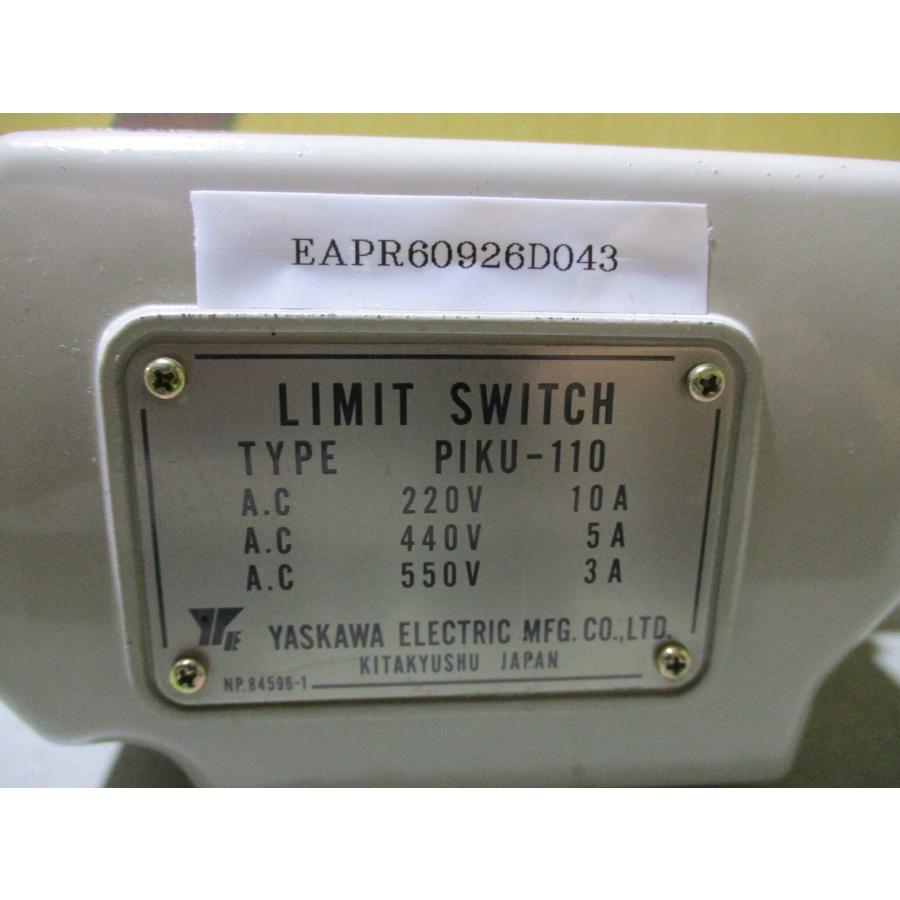 EAPR60926D043
LIMIT SWITCH
TYPE PIKU-110
A.C 220V 10A
A.C 440V 5A
A.C 550V 3A
YASKAWA ELECTRIC MFG. CO.,LTD.
KITAKYUSHU JAPAN
NP.84596-1